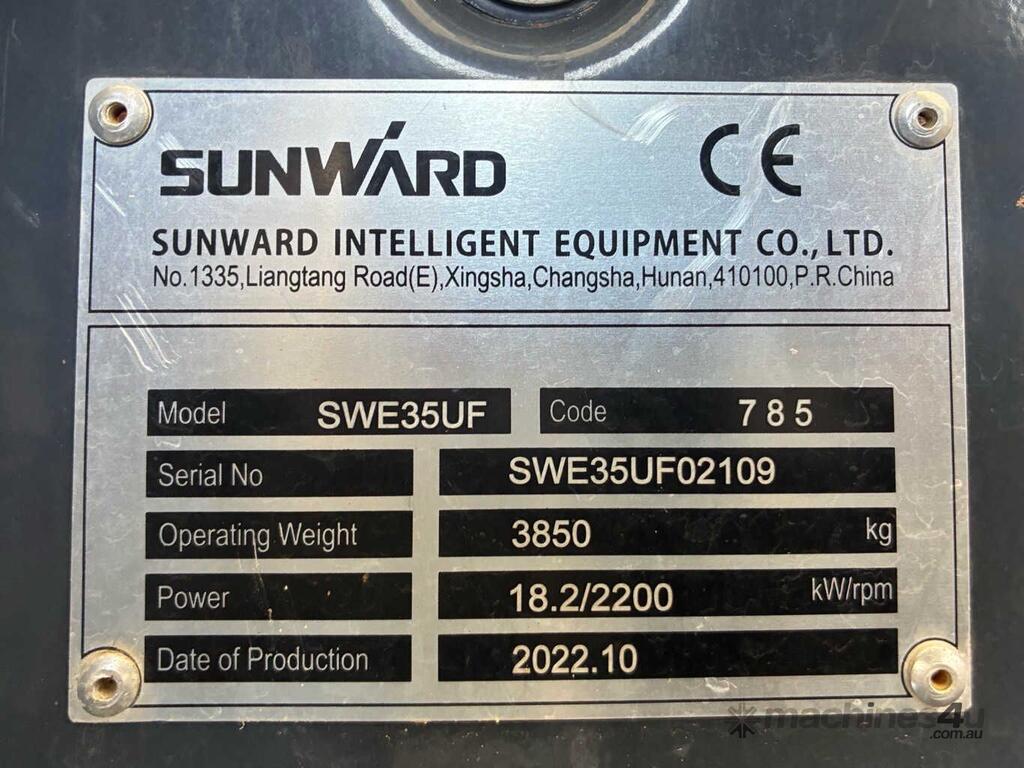 SUNWARD CE
SUNWARD INTELLIGENT EQUIPMENT CO., LTD.
No.1335,Liangtang Road(E),Xingsha,Changsha,Hunan,410100,P.R.China
Model SWE35UF Code 785
Serial No SWE35UF02109
Operating Weight 3850 kg
Power 18.2/2200 kW/rpm
Date of Production 2022.10
machines4u
.com.au